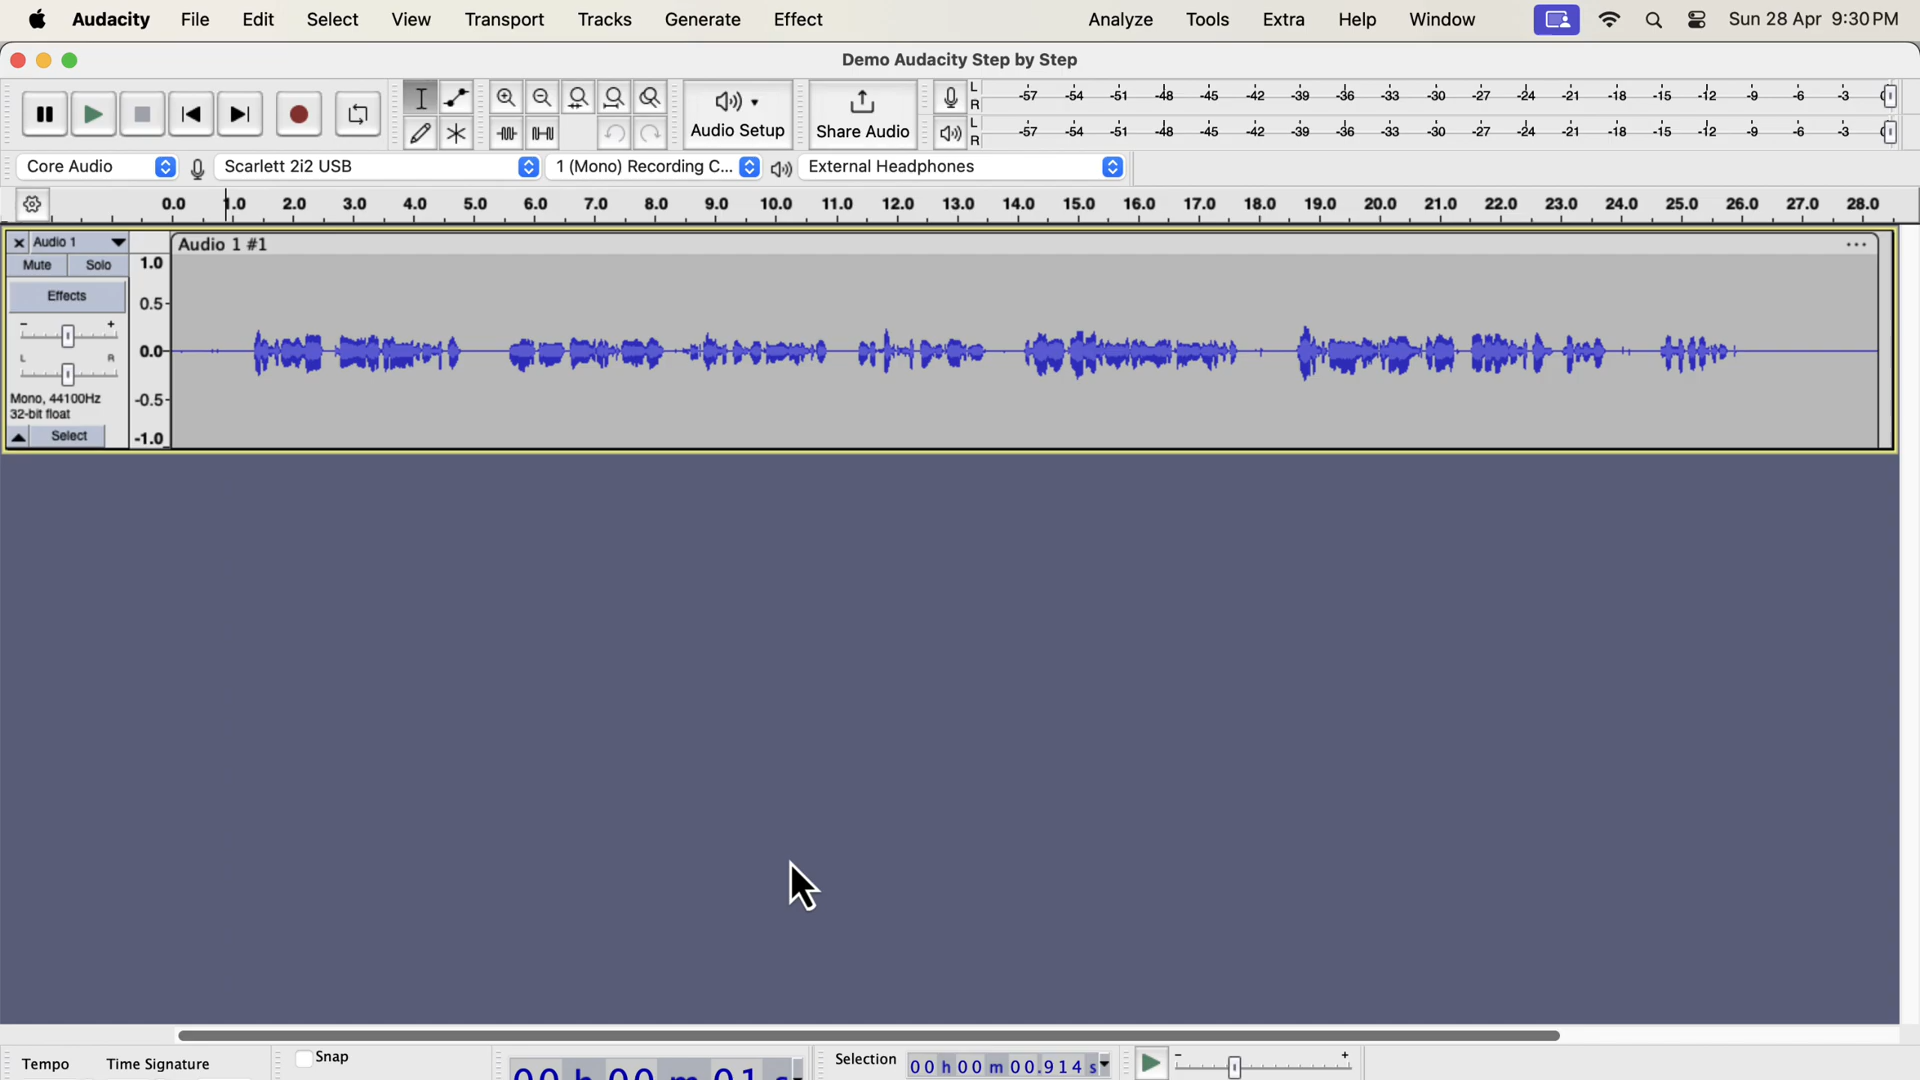 Audacity File Edit Select View Transport Tracks Generate Effect Analyze Tools Extra Help Window Sun 28 Apr 9:30 PM
Demo Audacity Step by Step
L
R
-57 -54 -51 -48 -45 -42 -39 -36 -33 -30 -27 -24 -21 -18 -15 -12 -9 -6 -3
Audio Setup
Share Audio
L
R
-57 -54 -51 -48 -45 -42 -39 -36 -33 -30 -27 -24 -21 -18 -15 -12 -9 -6 -3
Core Audio Scarlett 2i2 USB 1 (Mono) Recording C... External Headphones
0.0 1.0 2.0 3.0 4.0 5.0 6.0 7.0 8.0 9.0 10.0 11.0 12.0 13.0 14.0 15.0 16.0 17.0 18.0 19.0 20.0 21.0 22.0 23.0 24.0 25.0 26.0 27.0 28.0
Audio 1
Audio 1 #1
Mute Solo
Effects
- +
L R
Mono, 44100Hz
32-bit float
Select
1.0
0.5-
0.0-
-0.5-
-1.0
Tempo Time Signature Snap
00 h 00 m 01 s
Selection 00 h 00 m 00.914 s
- +